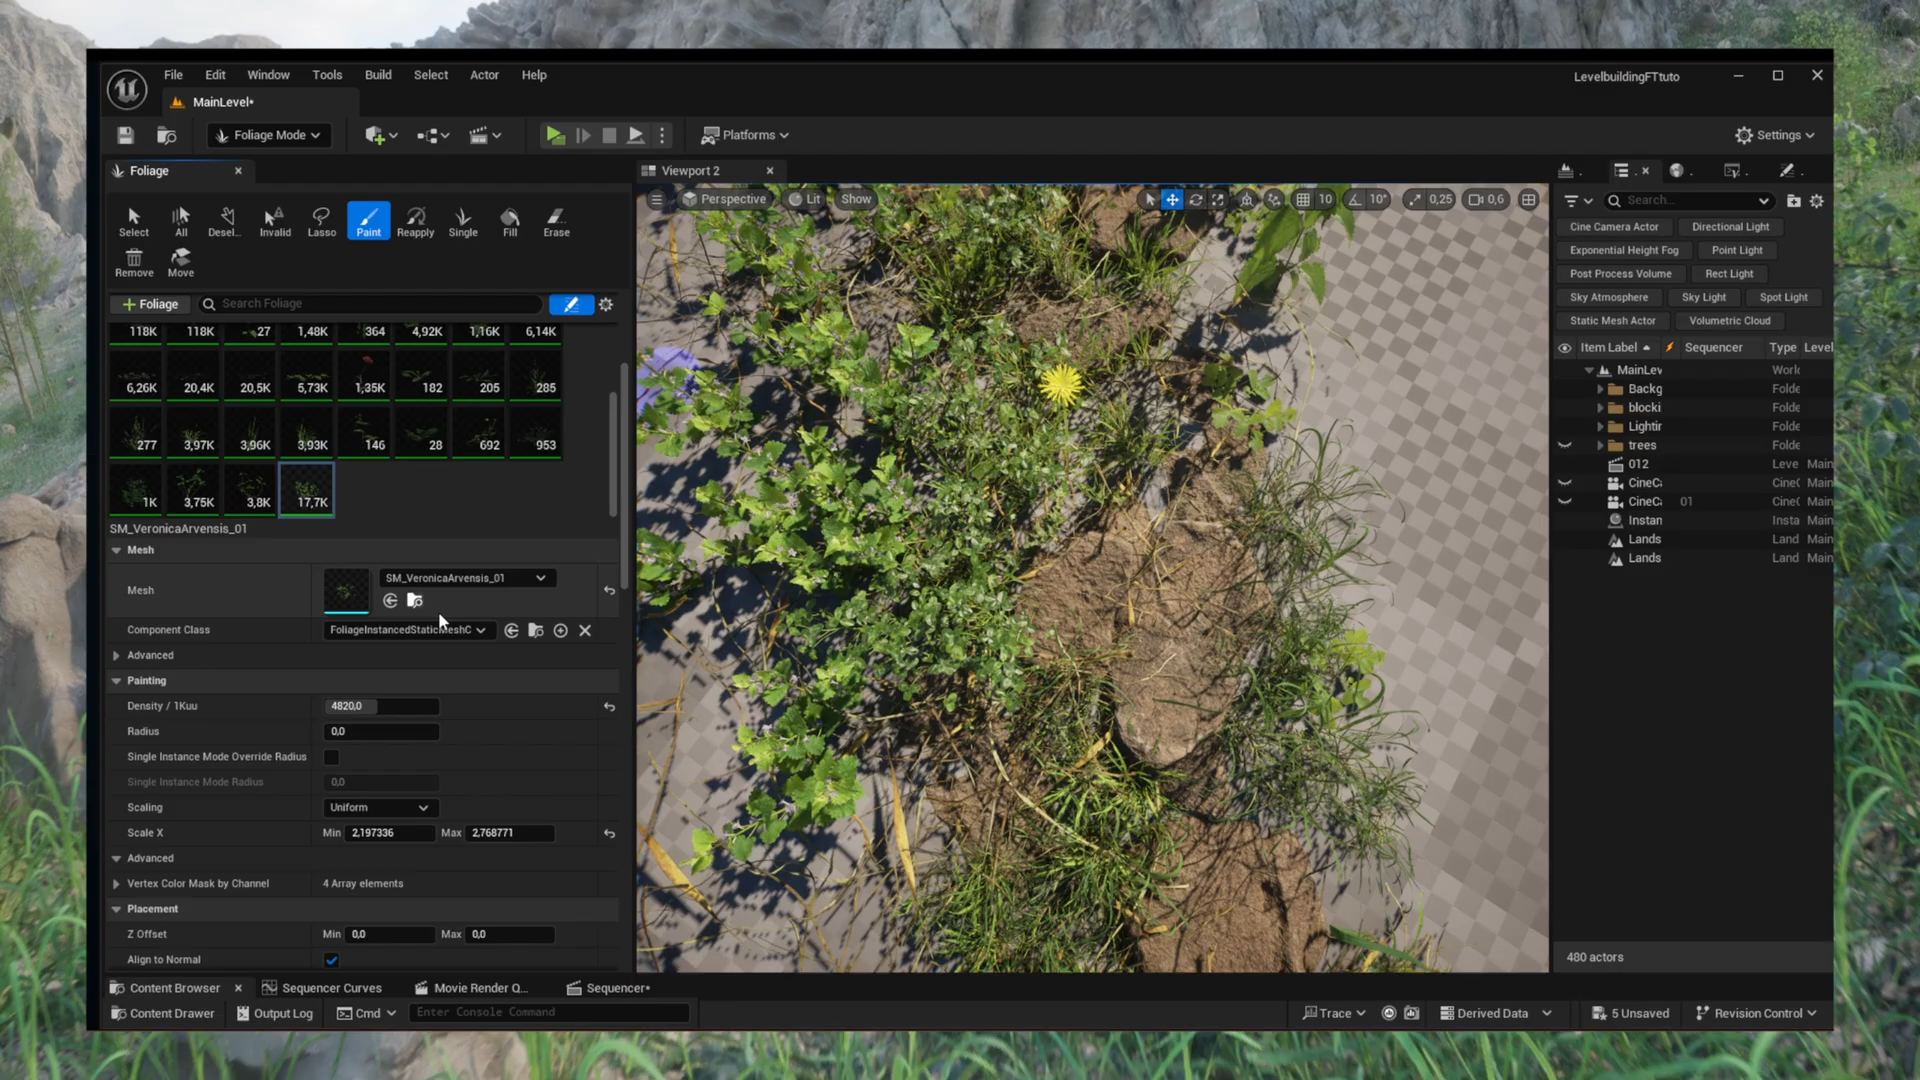 File Edit Window Tools Build Select Actor Help
LevelbuildingFTtuto
MainLevel*
Foliage Mode
Platforms
Settings
Foliage
Viewport 2
Select All Desel... Invalid Lasso Paint Reapply Single Fill Erase
Remove Move
Perspective Lit Show
10 10° 0,25 0,6
Search...
Cine Camera Actor Directional Light
Exponential Height Fog Point Light
Post Process Volume Rect Light
Sky Atmosphere Sky Light Spot Light
Static Mesh Actor Volumetric Cloud
Foliage
Search Foliage
118K 118K 27 1,48K 364 4,92K 1,16K 6,14K
6,26K 20,4K 20,5K 5,73K 1,35K 182 205 285
277 3,97K 3,96K 3,93K 146 28 692 953
1K 3,75K 3,8K 17,7K
SM_VeronicaArvensis_01
Mesh
Mesh SM_VeronicaArvensis_01
Component Class FoliageInstancedStaticMeshC
Advanced
Painting
Density / 1Kuu 4820,0
Radius 0,0
Single Instance Mode Override Radius
Single Instance Mode Radius 0,0
Scaling Uniform
Scale X Min 2,197336 Max 2,768771
Advanced
Vertex Color Mask by Channel 4 Array elements
Placement
Z Offset Min 0,0 Max 0,0
Align to Normal
Item Label Sequencer Type Level
MainLev World
Backg Folde
blocki Folde
Lightir Folde
trees Folde
012 Leve Main
CineC Cine( Main
CineC 01 Cine( Main
Instan Insta Main
Lands Land Main
Lands Land Main
480 actors
Content Browser Sequencer Curves Movie Render Q... Sequencer*
Content Drawer Output Log Cmd Enter Console Command
Trace Derived Data 5 Unsaved Revision Control